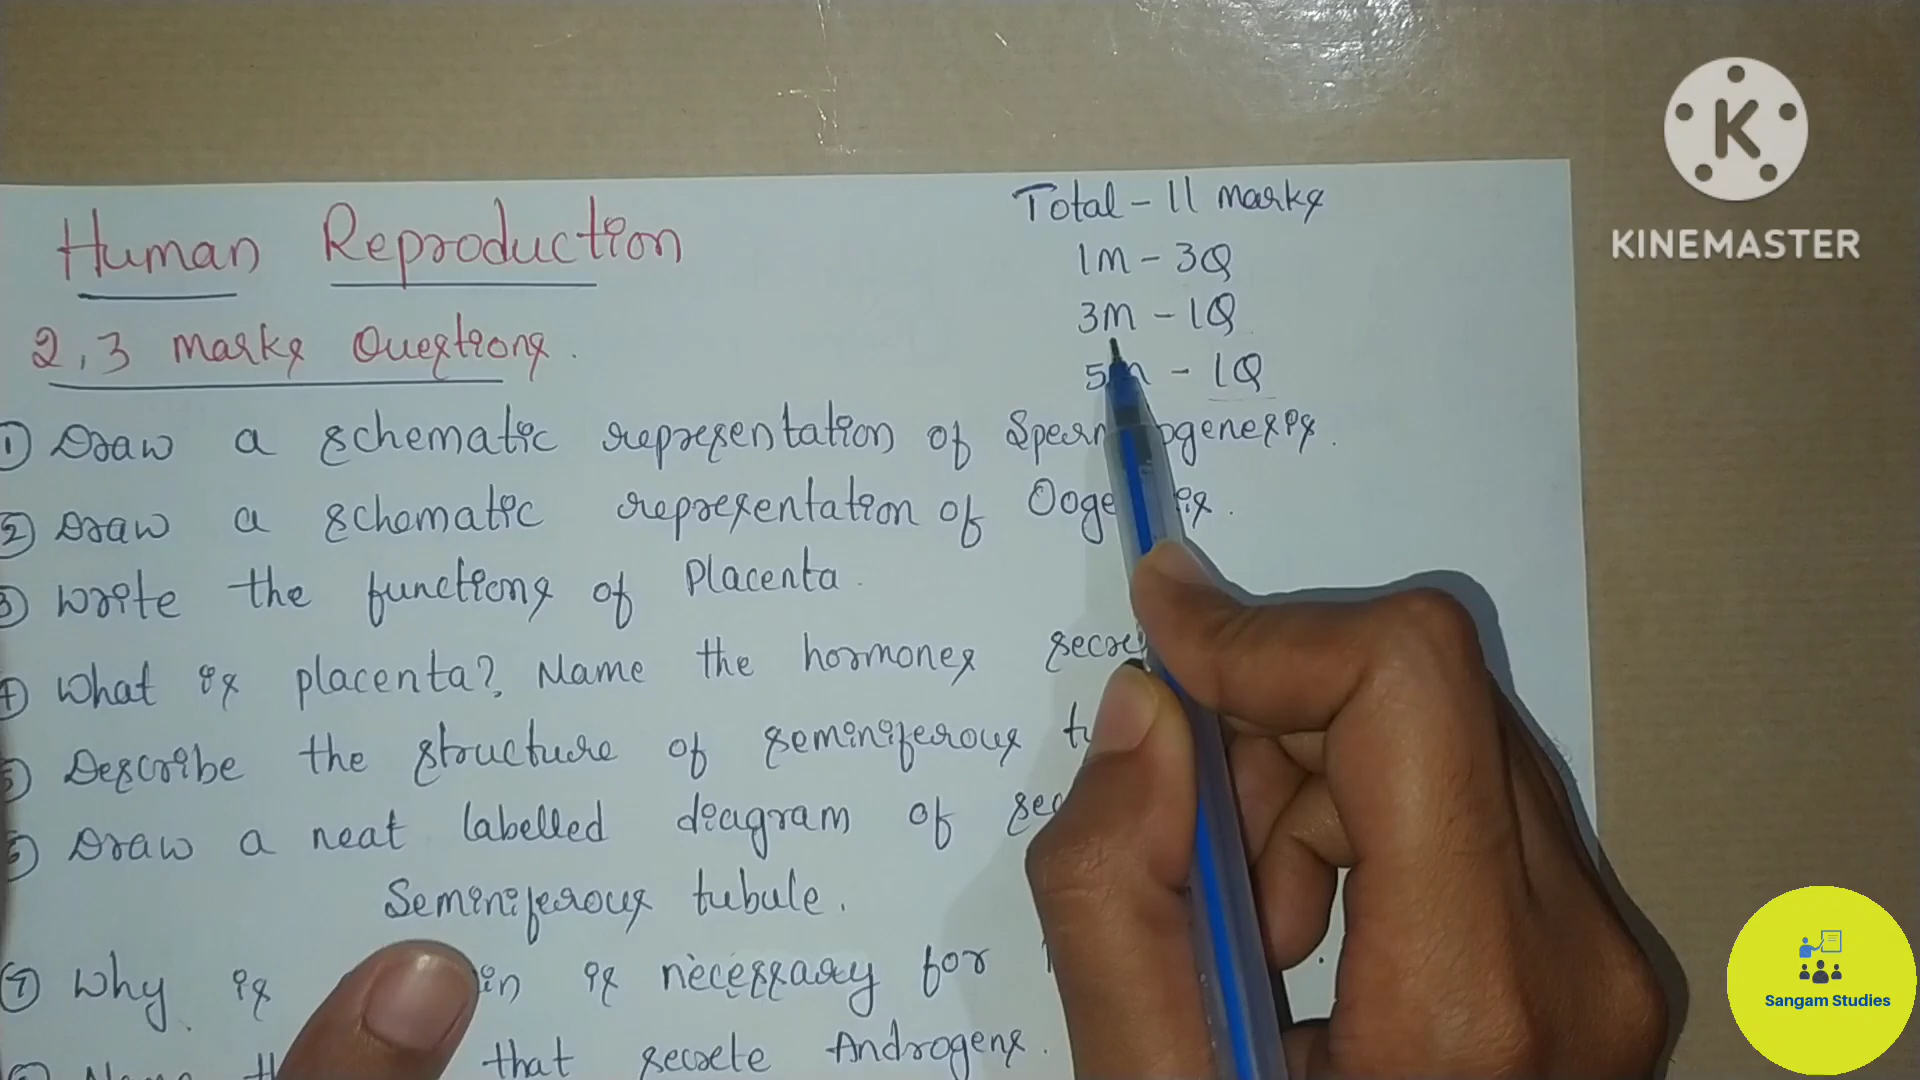 Human Reproduction
2,3 marks Questions.
Total - 11 marks
1M - 3Q
3M - 1Q
5M - 1Q
① Draw a schematic representation of Spermatogenesis.
② Draw a schematic representation of Oogenesis.
③ Write the functions of Placenta.
④ What is placenta? Name the hormones
⑤ Describe the structure of seminiferous
⑥ Draw a neat labelled diagram of
Seminiferous tubule.
⑦ Why is is necessary for
that secrete Androgens.
KINEMASTER
Sangam Studies